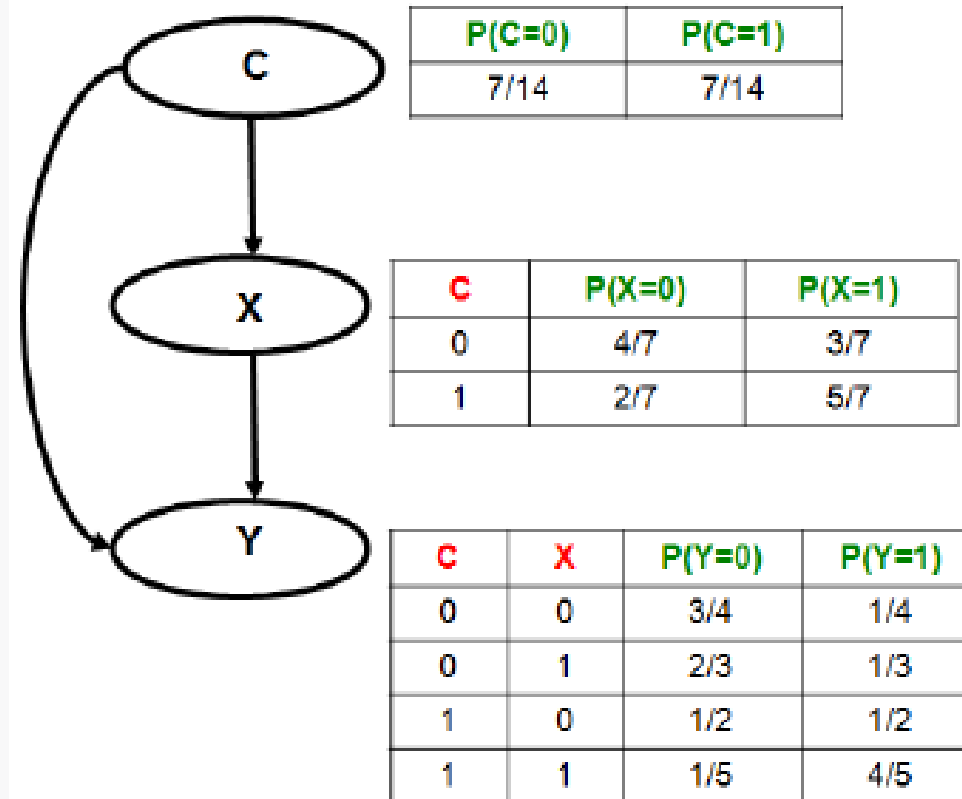 C
P(C=0) P(C=1)
7/14 7/14
X
C P(X=0) P(X=1)
0 4/7 3/7
1 2/7 5/7
Y
C X P(Y=0) P(Y=1)
0 0 3/4 1/4
0 1 2/3 1/3
1 0 1/2 1/2
1 1 1/5 4/5